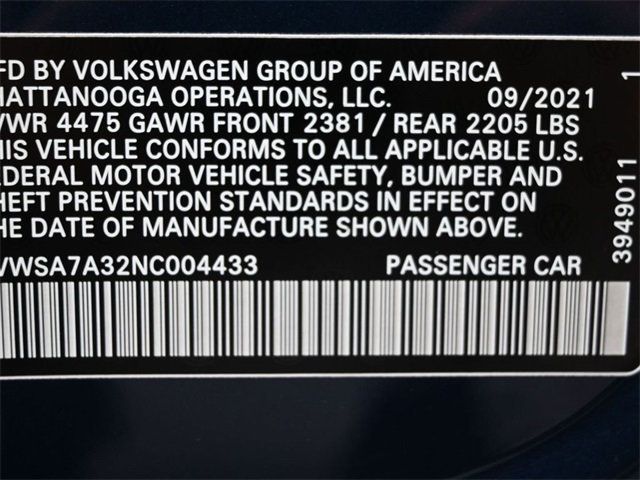 FD BY VOLKSWAGEN GROUP OF AMERICA
HATTANOOGA OPERATIONS, LLC. 09/2021
VWR 4475 GAWR FRONT 2381 / REAR 2205 LBS
HIS VEHICLE CONFORMS TO ALL APPLICABLE U.S.
EDERAL MOTOR VEHICLE SAFETY, BUMPER AND
HEFT PREVENTION STANDARDS IN EFFECT ON
HE DATE OF MANUFACTURE SHOWN ABOVE.
VWSA7A32NC004433 PASSENGER CAR
3949011 1